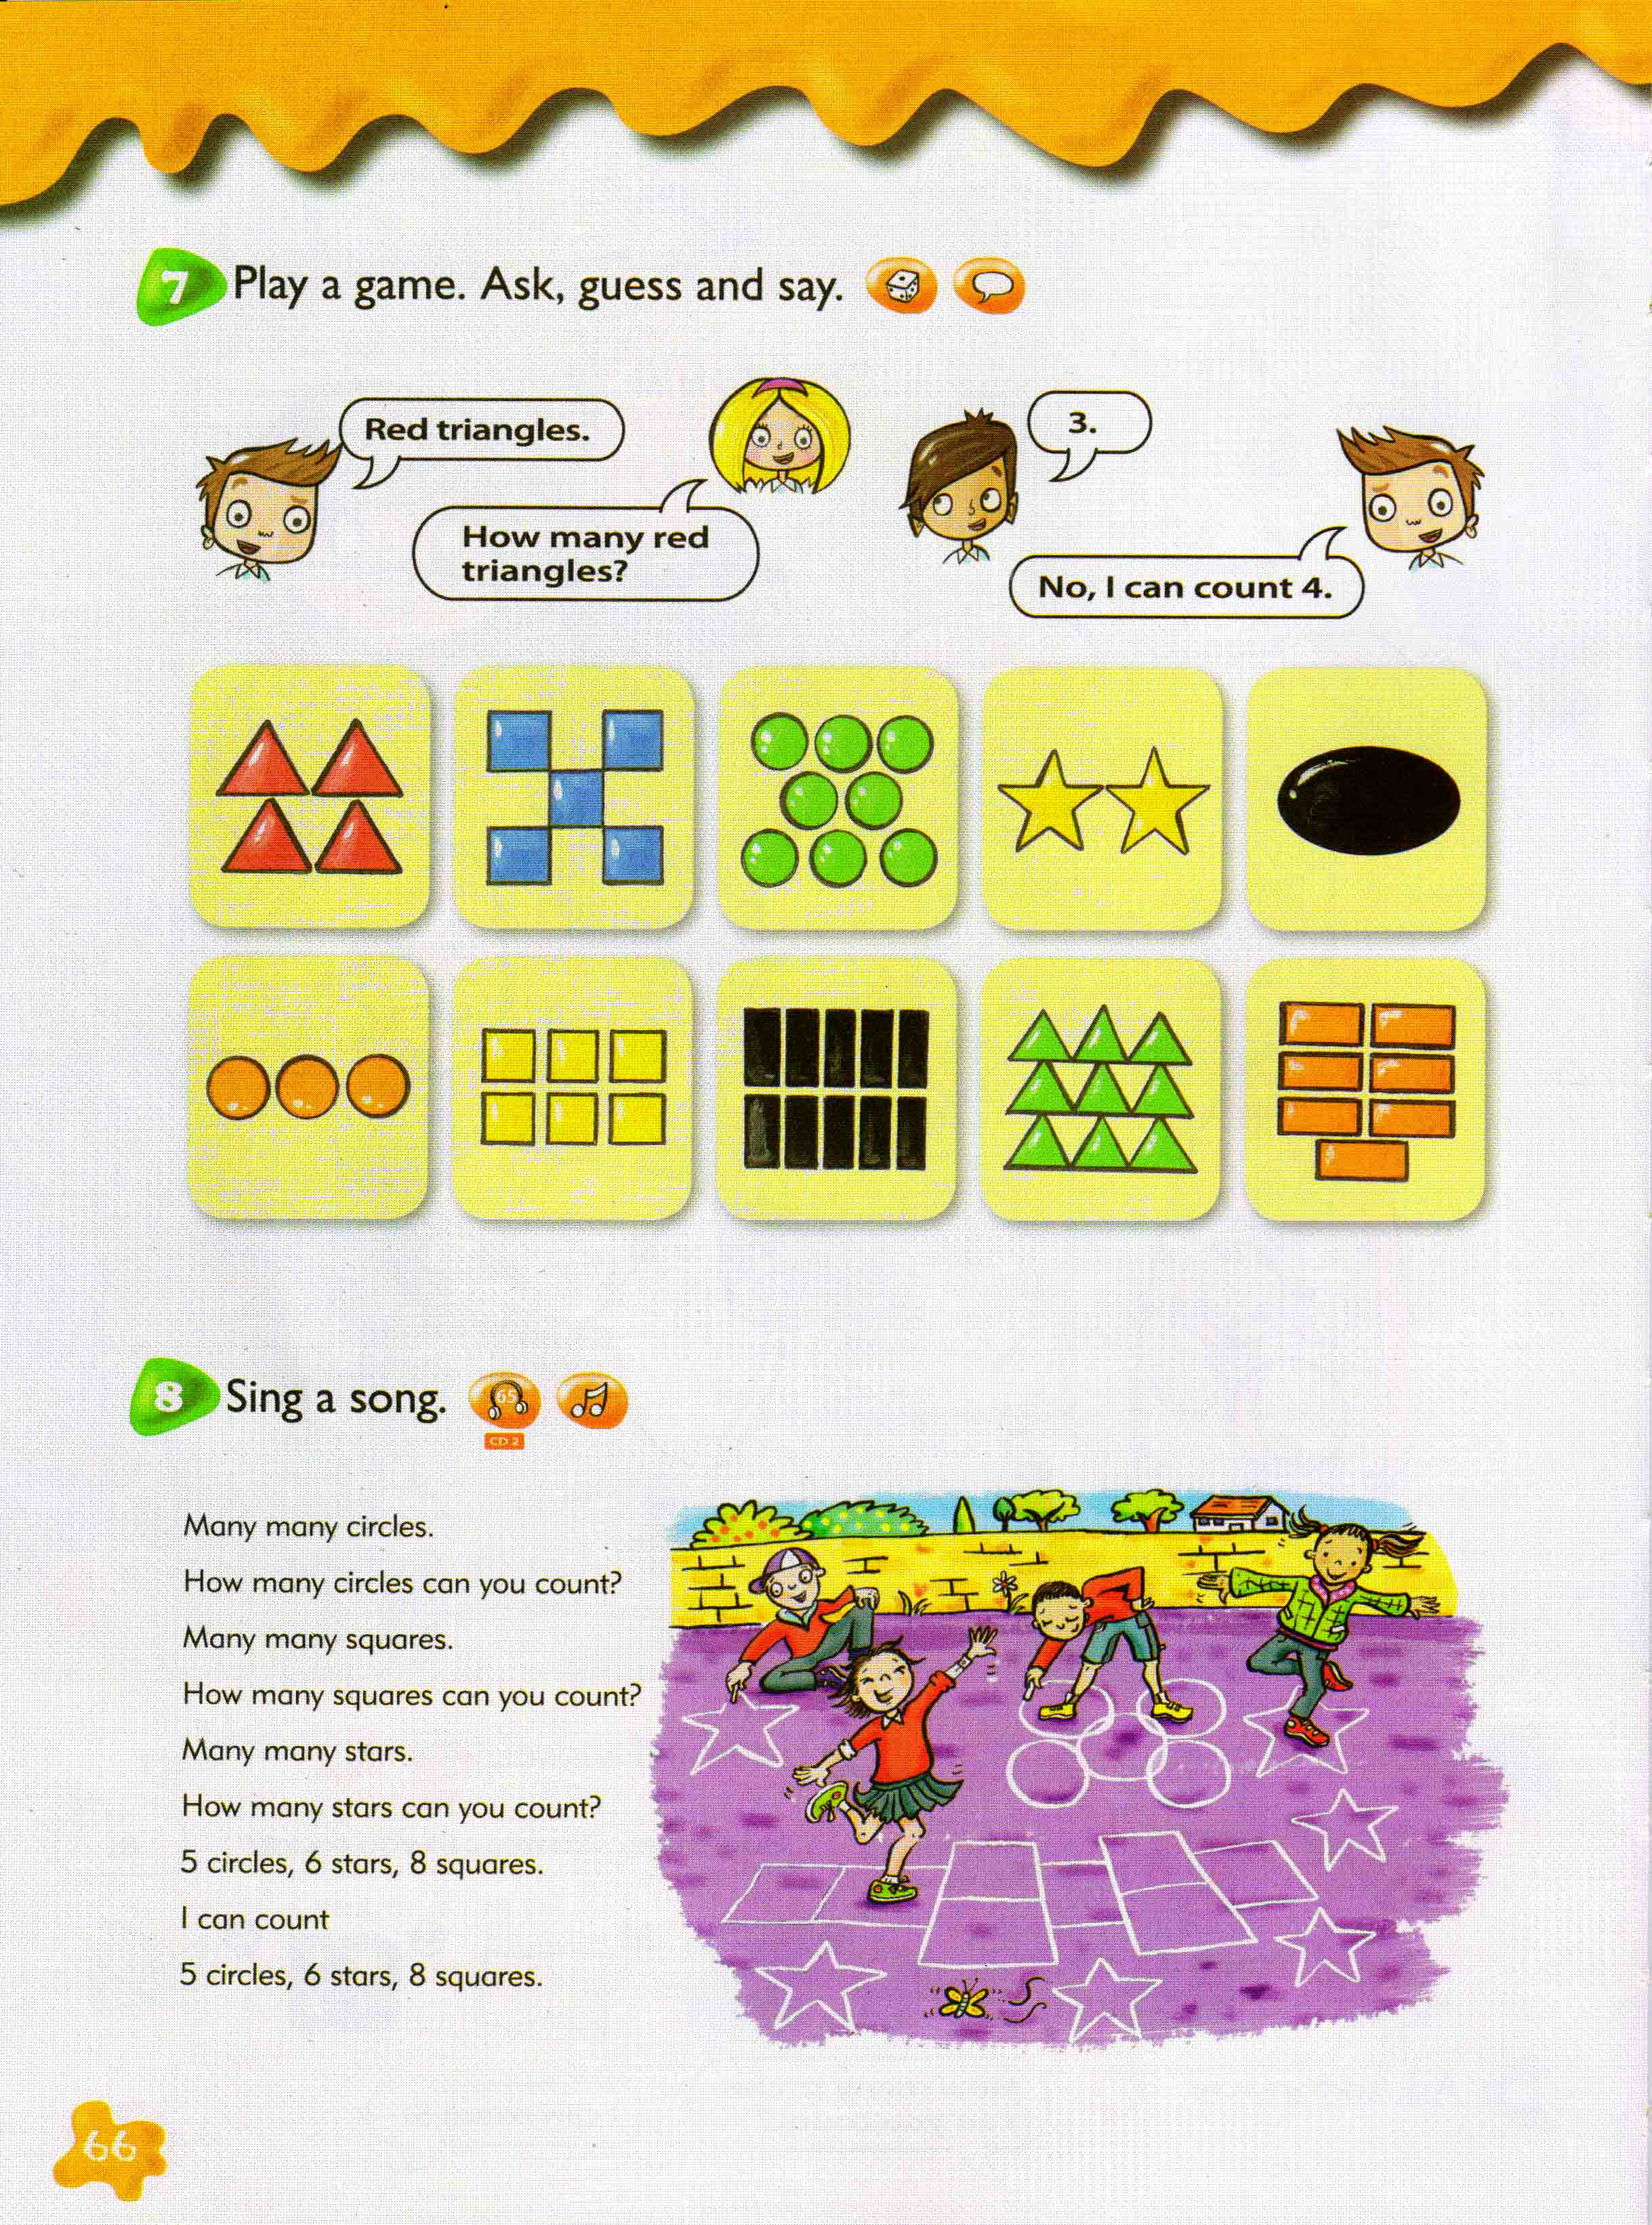 7 Play a game. Ask, guess and say.
Red triangles.
How many red
triangles?
3.
No, I can count 4.
8 Sing a song.
65
CD 2
Many many circles.
How many circles can you count?
Many many squares.
How many squares can you count?
Many many stars.
How many stars can you count?
5 circles, 6 stars, 8 squares.
I can count
5 circles, 6 stars, 8 squares.
66